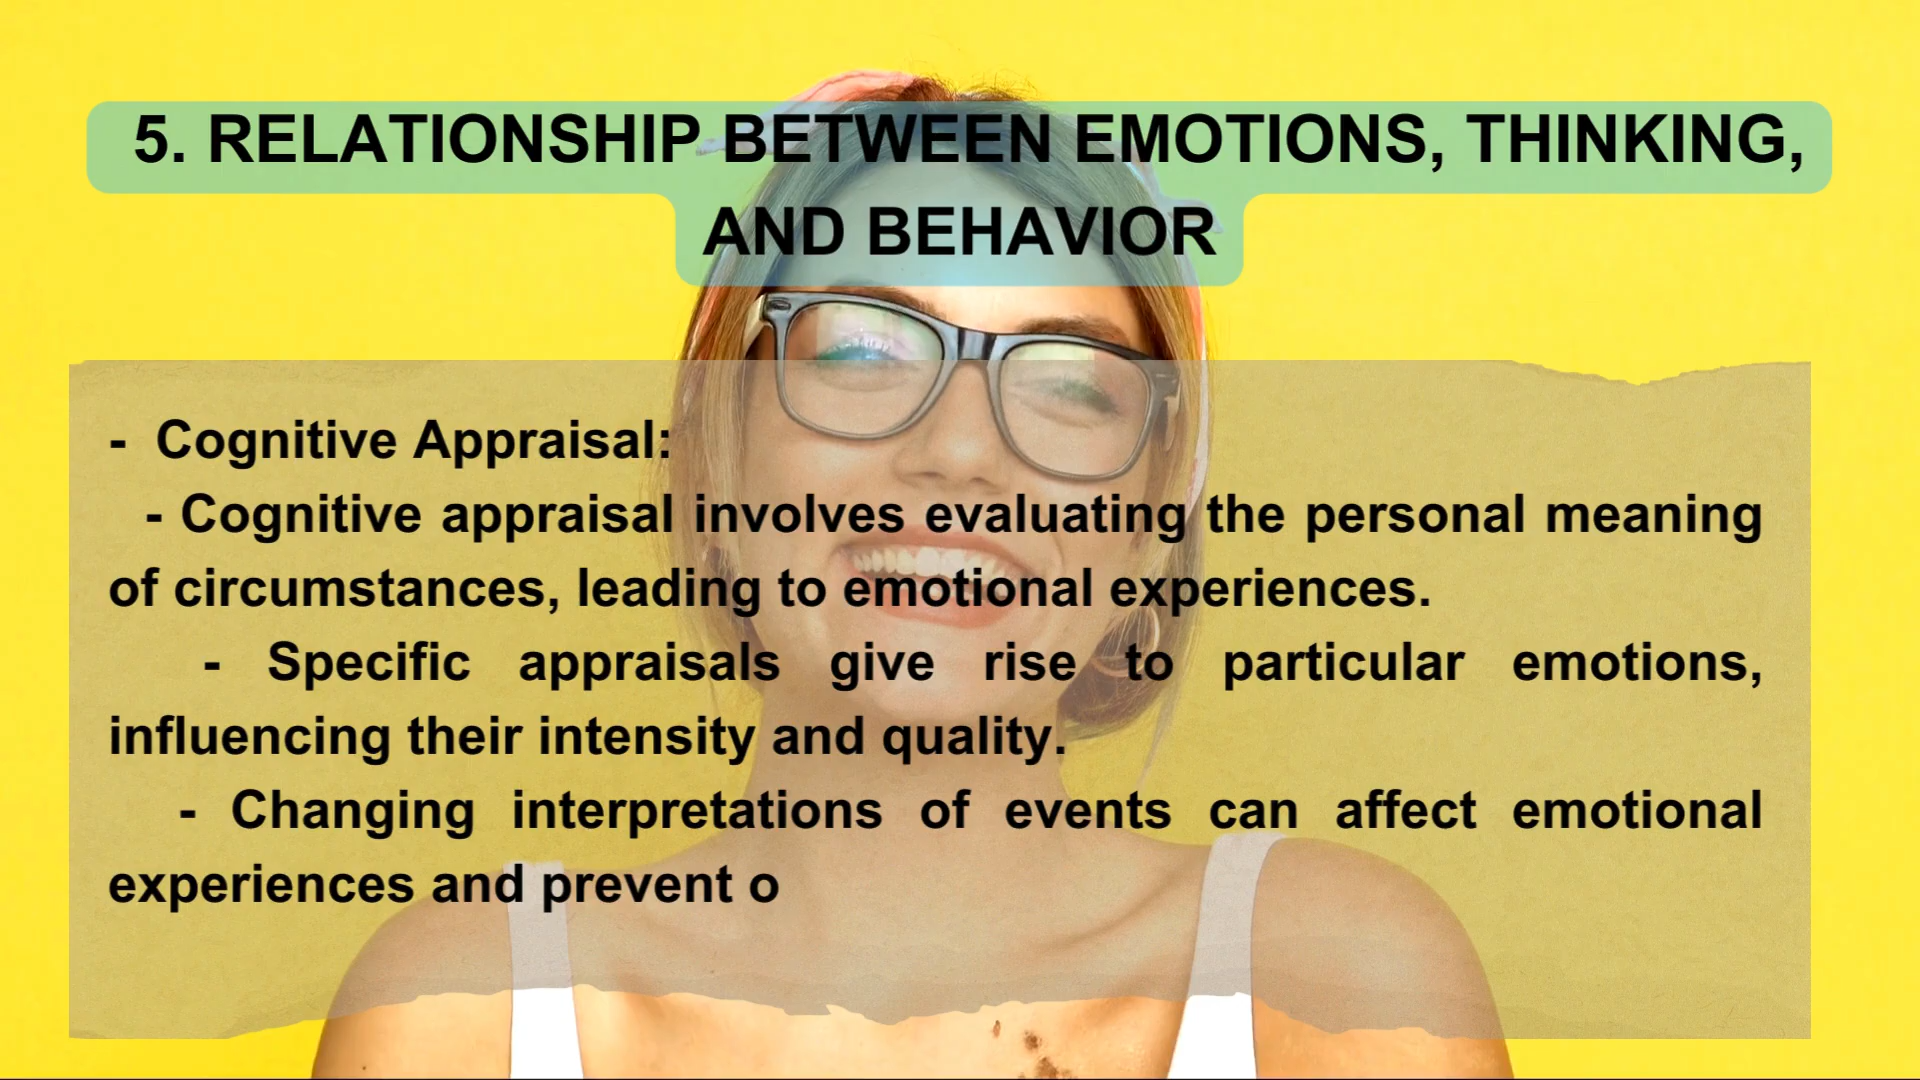 5. RELATIONSHIP BETWEEN EMOTIONS, THINKING,
AND BEHAVIOR
- Cognitive Appraisal:
- Cognitive appraisal involves evaluating the personal meaning
of circumstances, leading to emotional experiences.
- Specific appraisals give rise to particular emotions,
influencing their intensity and quality.
- Changing interpretations of events can affect emotional
experiences and prevent o